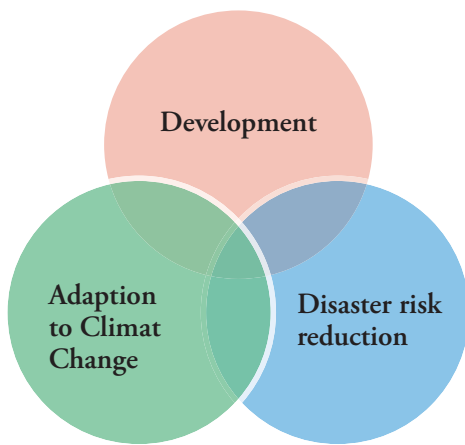 Development
Adaption
to Climat
Change
Disaster risk
reduction